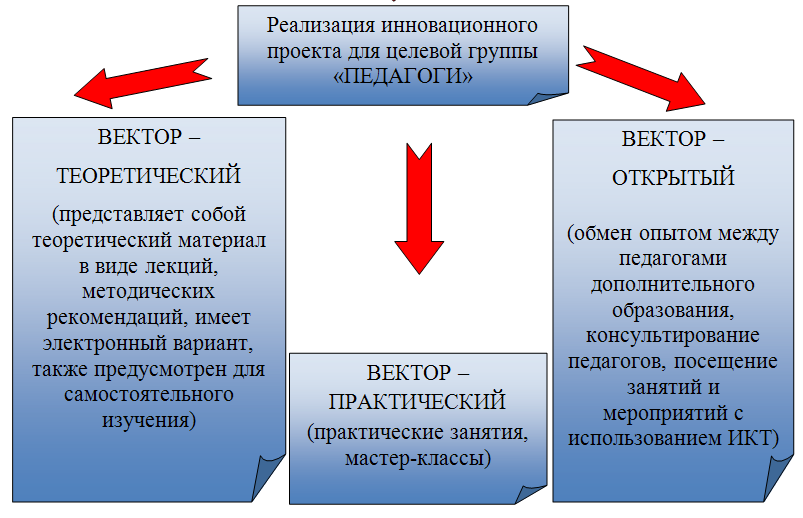 Реализация инновационного
проекта для целевой группы
«ПЕДАГОГИ»
ВЕКТОР –
ТЕОРЕТИЧЕСКИЙ
(представляет собой
теоретический материал
в виде лекций,
методических
рекомендаций, имеет
электронный вариант,
также предусмотрен для
самостоятельного
изучения)
ВЕКТОР –
ПРАКТИЧЕСКИЙ
(практические занятия,
мастер-классы)
ВЕКТОР –
ОТКРЫТЫЙ
(обмен опытом между
педагогами
дополнительного
образования,
консультирование
педагогов, посещение
занятий и
мероприятий с
использованием ИКТ)